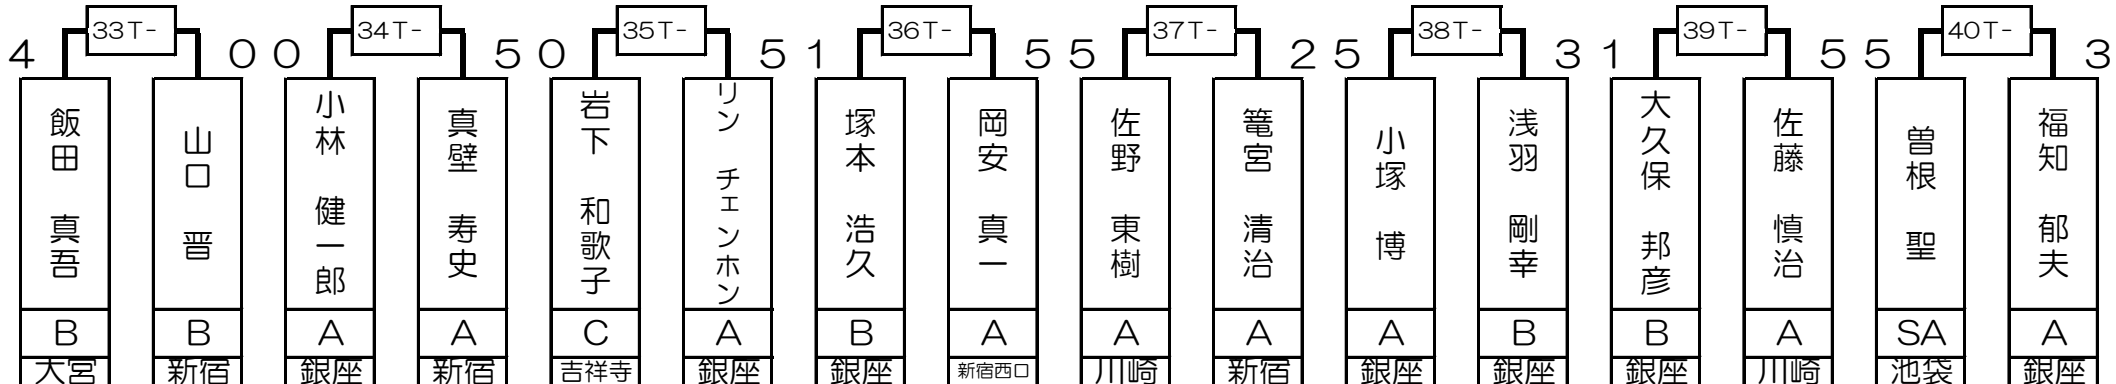 33T-
34T-
35T-
36T-
37T-
38T-
39T-
40T-
4 0 0 5 0 5 1 5 5 2 5 3 1 5 5 3
飯田 真吾
山口 晋
小林 健一郎
真壁 寿史
岩下 和歌子
リン チェンホン
塚本 浩久
岡安 真一
佐野 東樹
篭宮 清治
小塚 博
浅羽 剛幸
大久保 邦彦
佐藤 慎治
曽根 聖
福知 郁夫
B B A A C A B A A A A B B A SA A
大宮 新宿 銀座 新宿 吉祥寺 銀座 銀座 新宿西口 川崎 新宿 銀座 銀座 銀座 川崎 池袋 銀座